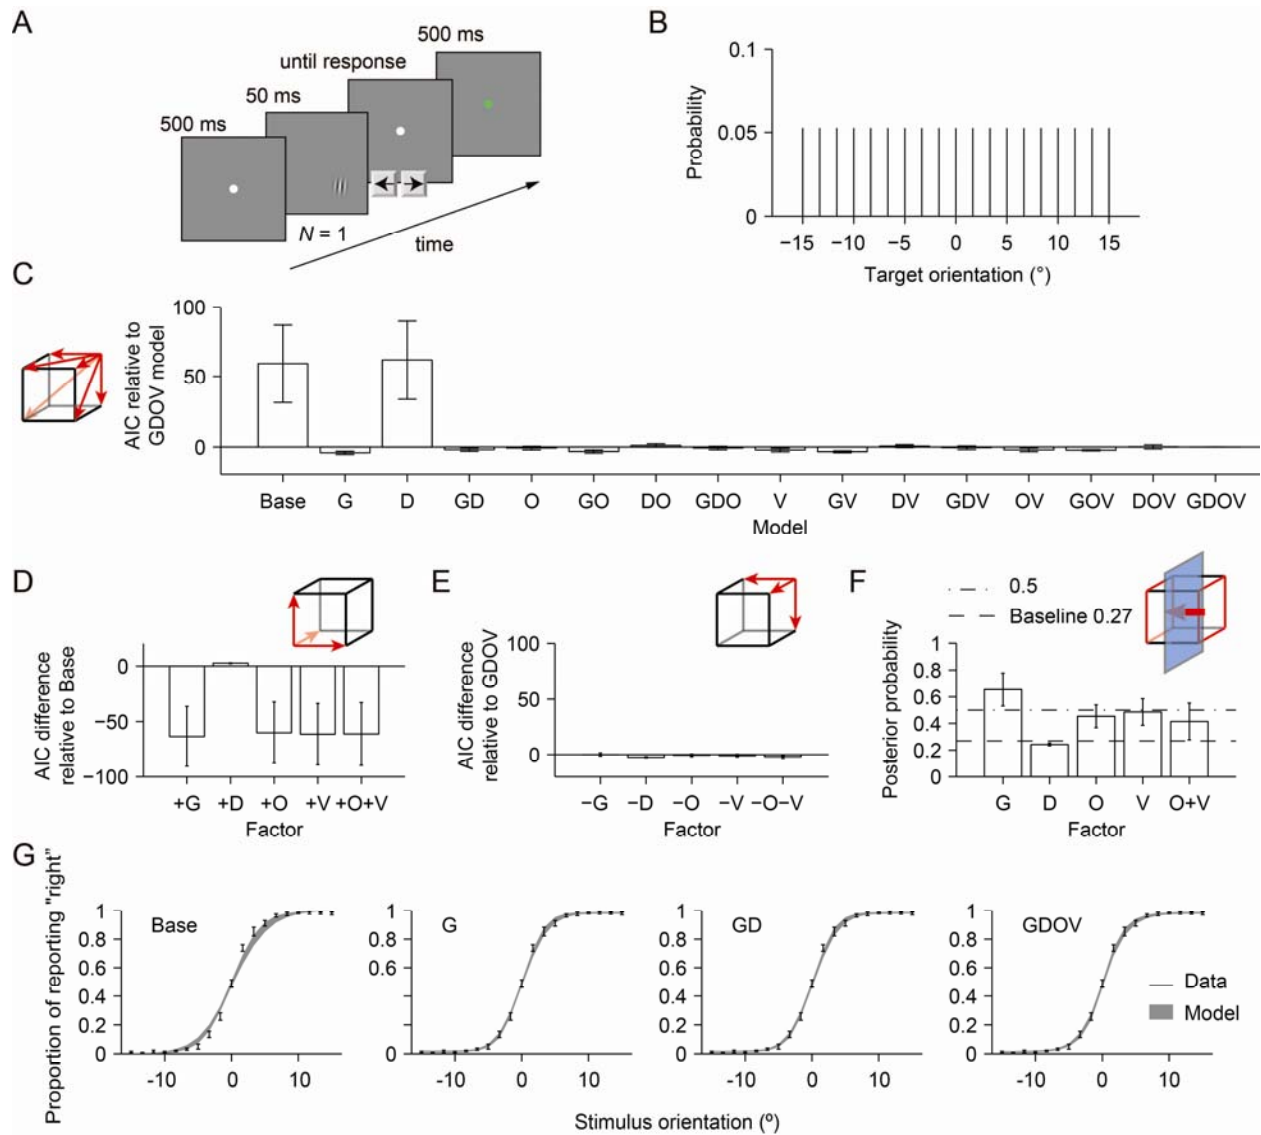 A
500 ms
until response
50 ms
500 ms
N = 1
time
B
Probability
0.1
0.05
0
−15 −10 −5 0 5 10 15
Target orientation (°)
C
AIC relative to
GDOV model
100
50
0
Base G D GD O GO DO GDO V GV DV GDV OV GOV DOV GDOV
Model
D
AIC difference
relative to Base
0
−50
−100
+G +D +O +V +O+V
Factor
E
AIC difference
relative to GDOV
100
50
0
−G −D −O −V −O−V
Factor
F
0.5
Baseline 0.27
Posterior probability
1
0.8
0.6
0.4
0.2
0
G D O V O+V
Factor
G
Proportion of reporting "right"
Base
1
0.8
0.6
0.4
0.2
0
-10 0 10
G
1
0.8
0.6
0.4
0.2
0
-10 0 10
GD
1
0.8
0.6
0.4
0.2
0
-10 0 10
GDOV
1
0.8
0.6
0.4
0.2
0
-10 0 10
Data
Model
Stimulus orientation (º)